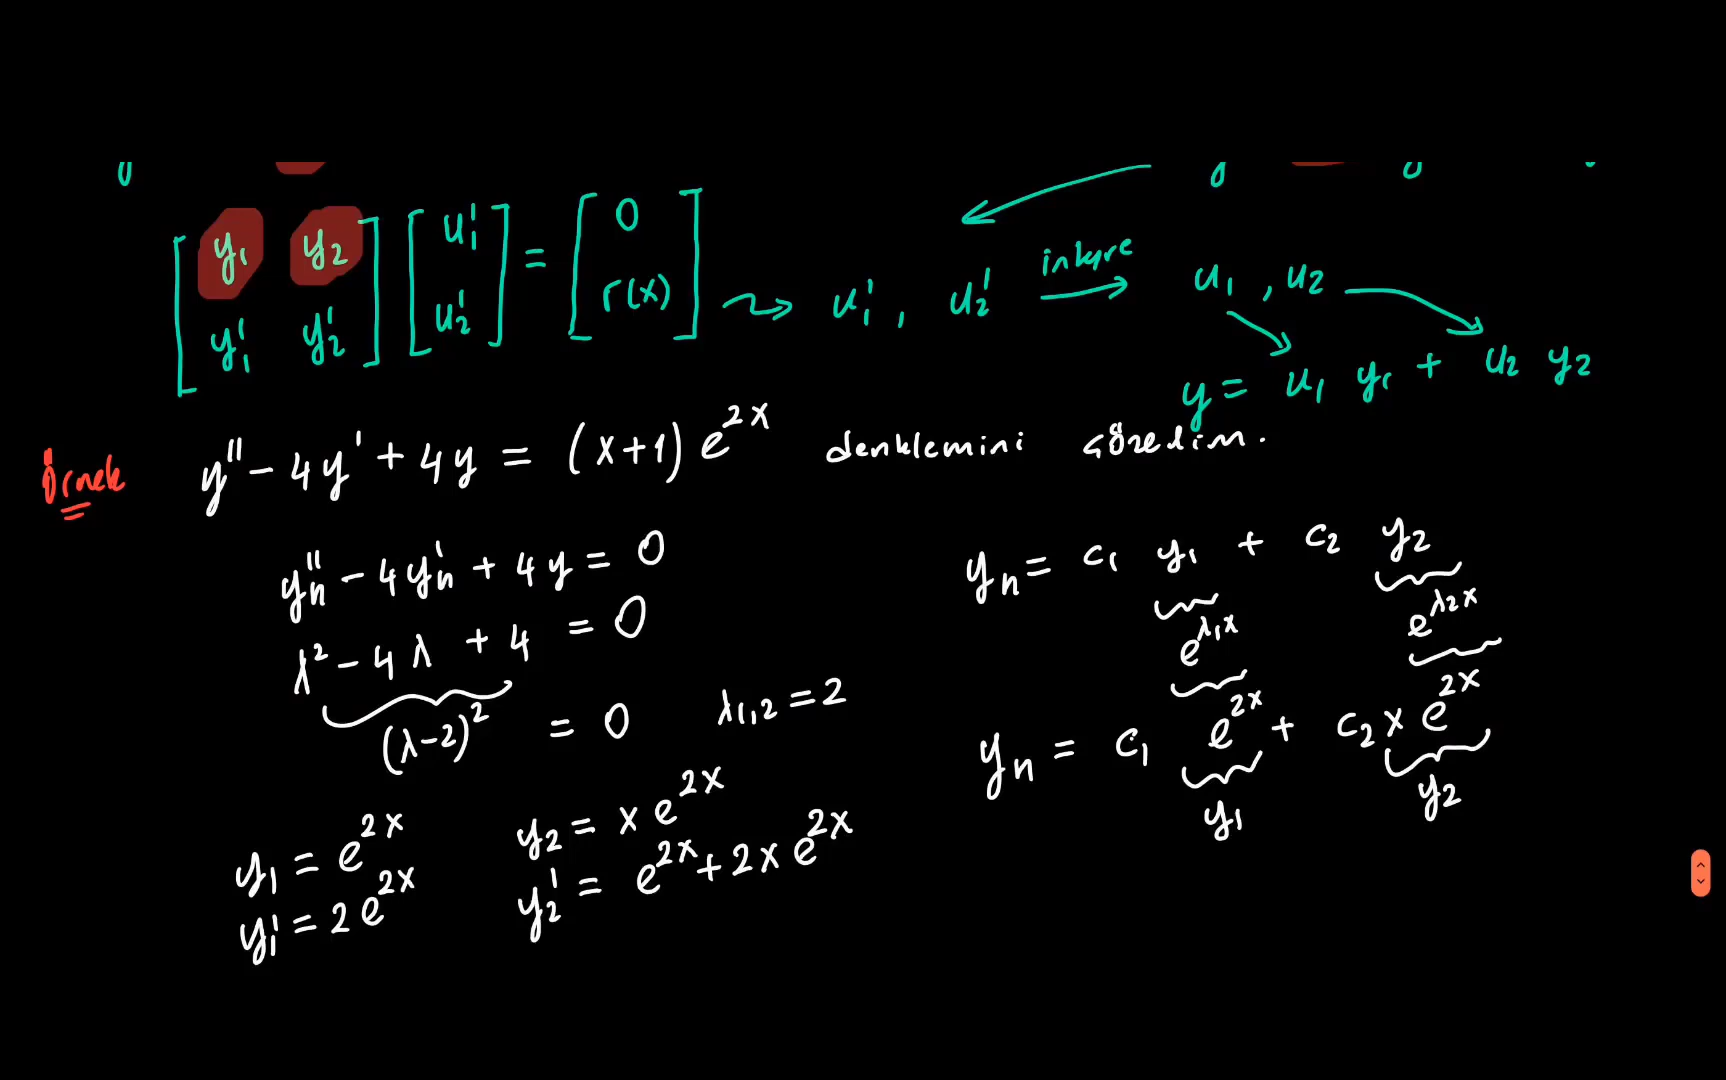 [ y₁ y₂ ; y₁' y₂' ] [ u₁' ; u₂' ] = [ 0 ; r(x) ] ⇝ u₁', u₂' → u₁, u₂
y = u₁ y₁ + u₂ y₂
Örnek y'' - 4y' + 4y = (x+1) e^{2x} denklemini çözelim.
yₕ'' - 4yₕ' + 4y = 0
λ² - 4λ + 4 = 0
(λ-2)² = 0 λ₁,₂ = 2
y₁ = e^{2x} y₂ = x e^{2x}
y₁' = 2e^{2x} y₂' = e^{2x} + 2x e^{2x}
yₕ = c₁ y₁ + c₂ y₂
e^{λ₁x} e^{λ₂x}
yₕ = c₁ e^{2x} + c₂ x e^{2x}
y₁ y₂